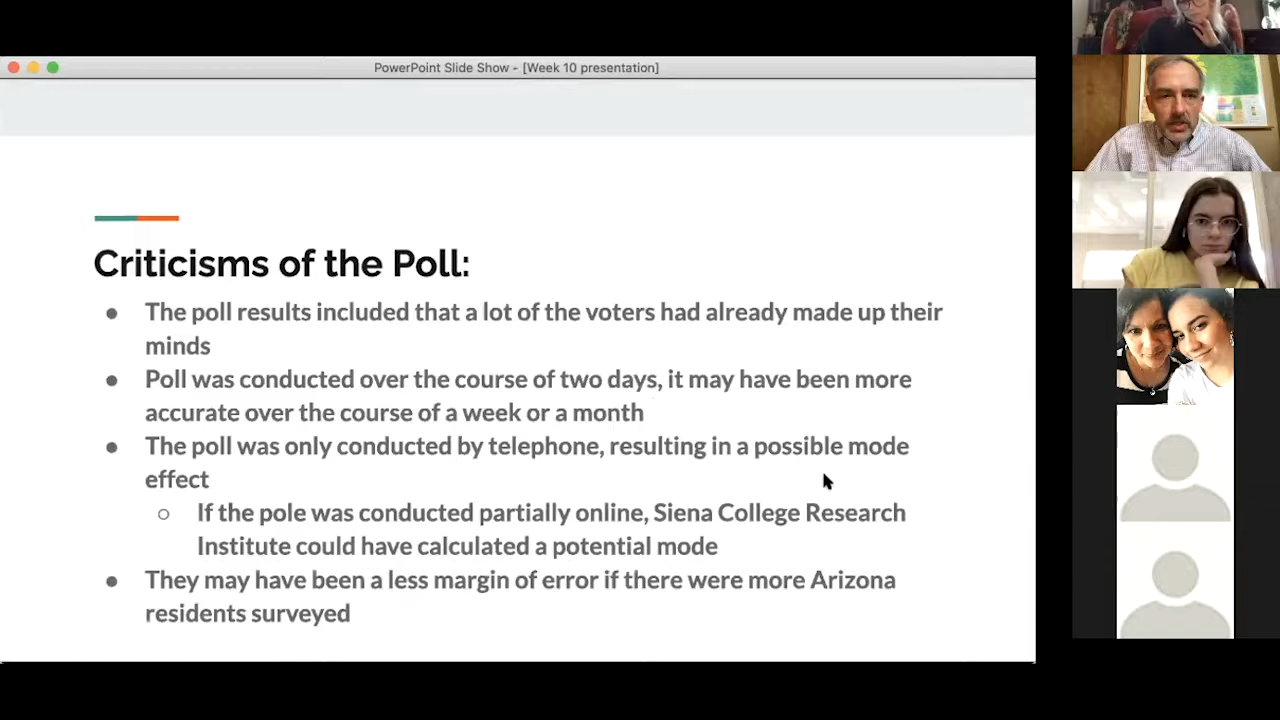 PowerPoint Slide Show - [Week 10 presentation]
Criticisms of the Poll:
● The poll results included that a lot of the voters had already made up their
minds
● Poll was conducted over the course of two days, it may have been more
accurate over the course of a week or a month
● The poll was only conducted by telephone, resulting in a possible mode
effect
○ If the pole was conducted partially online, Siena College Research
Institute could have calculated a potential mode
● They may have been a less margin of error if there were more Arizona
residents surveyed